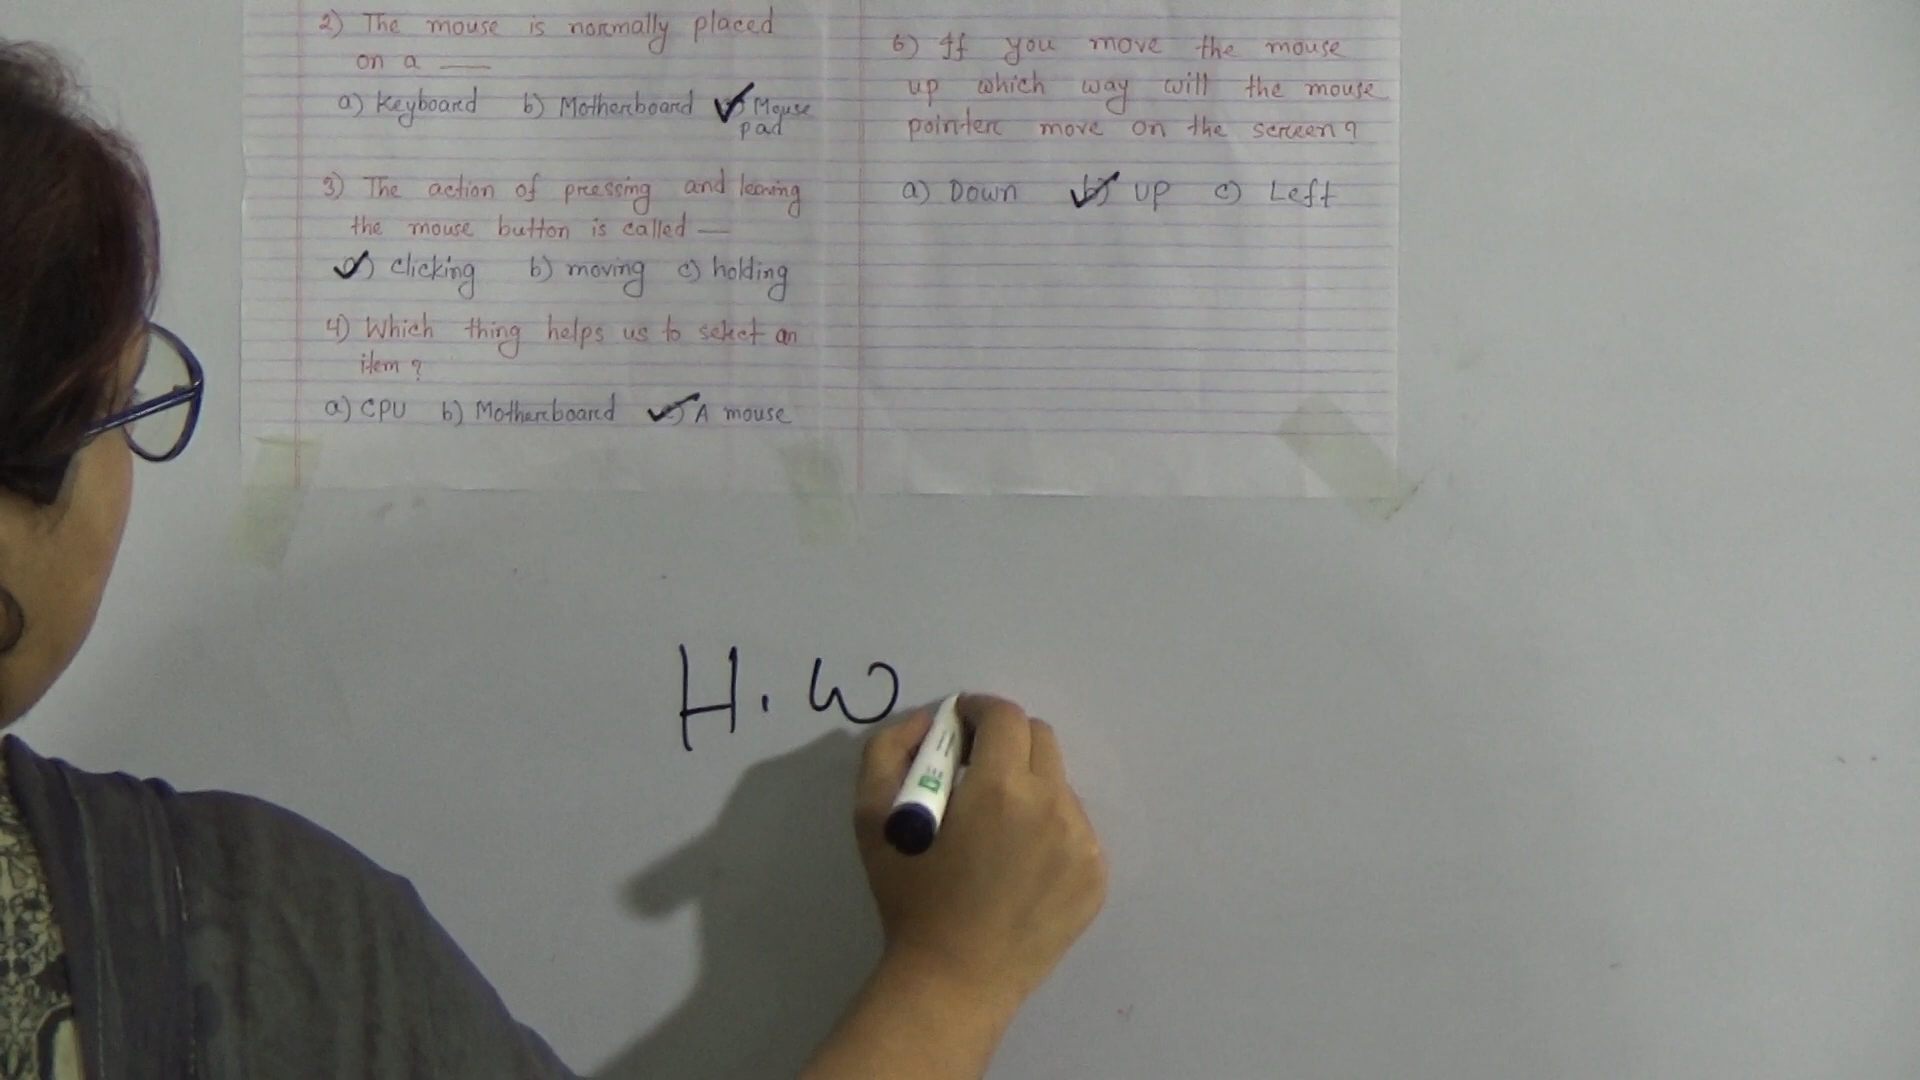 2) The mouse is normally placed
on a ___
a) Keyboard b) Motherboard c) Mouse
pad
3) The action of pressing and leaving
the mouse button is called —
a) clicking b) moving c) holding
4) Which thing helps us to select an
item?
a) CPU b) Motherboard c) A mouse
6) If you move the mouse
up which way will the mouse
pointer move on the screen?
a) Down b) UP c) Left
H.W